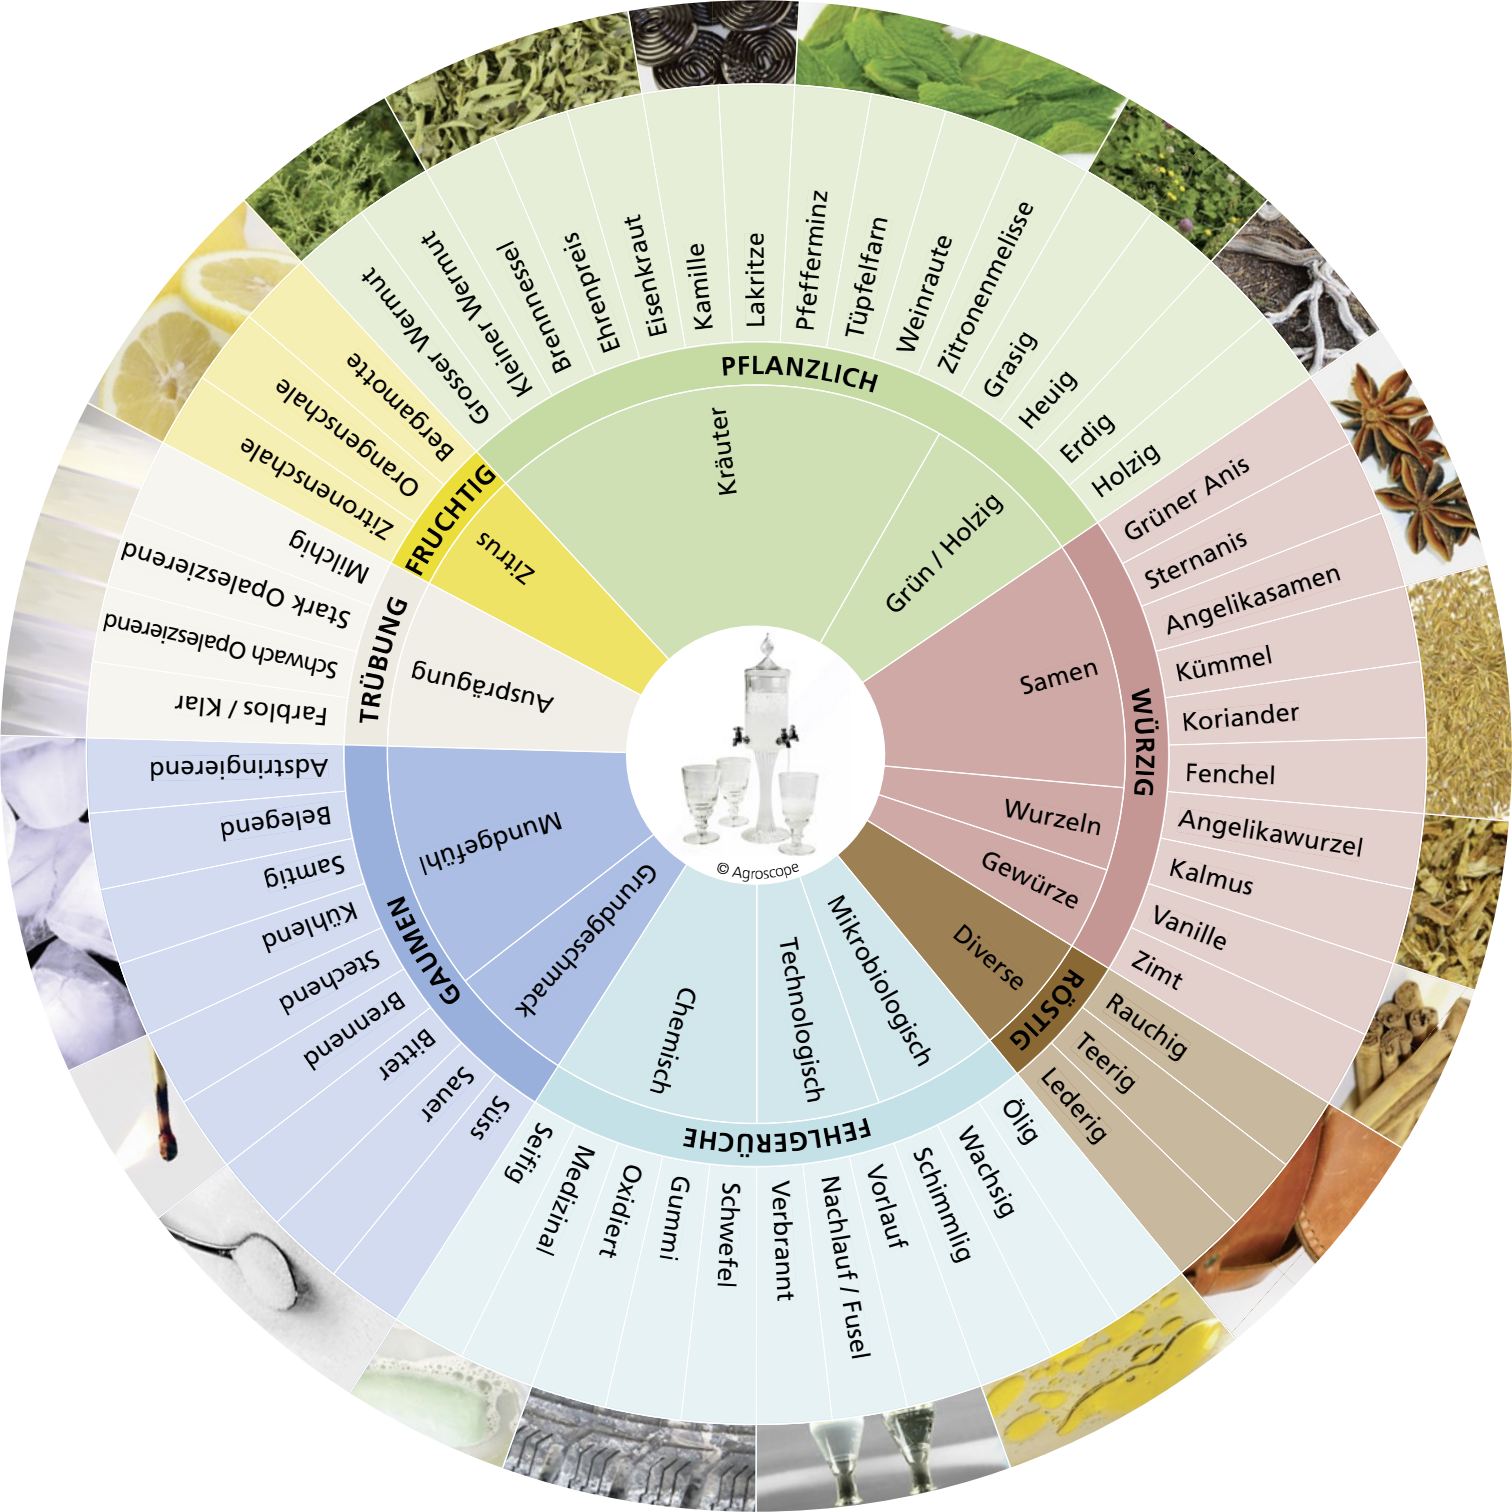 PFLANZLICH
Kräuter
Grosser Wermut
Kleiner Wermut
Brennnessel
Ehrenpreis
Eisenkraut
Kamille
Lakritze
Pfefferminz
Tüpfelfarn
Weinraute
Zitronenmelisse
Grün / Holzig
Grasig
Heuig
Erdig
Holzig
WÜRZIG
Samen
Grüner Anis
Sternanis
Angelikasamen
Kümmel
Koriander
Fenchel
Wurzeln
Angelikawurzel
Kalmus
Gewürze
Vanille
Zimt
RÖSTIG
Diverse
Rauchig
Teerig
Lederig
FEHLGERÜCHE
Mikrobiologisch
Ölig
Wachsig
Schimmlig
Technologisch
Vorlauf
Nachlauf / Fusel
Verbrannt
Chemisch
Schwefel
Gummi
Oxidiert
Medizinal
Seifig
GAUMEN
Grundgeschmack
Süss
Sauer
Bitter
Mundgefühl
Brennend
Stechend
Kühlend
Samtig
Belegend
Adstringierend
TRÜBUNG
Ausprägung
Farblos / Klar
Schwach Opaleszierend
Stark Opaleszierend
Milchig
FRUCHTIG
Zitrus
Zitronenschale
Orangenschale
Bergamotte
© Agroscope